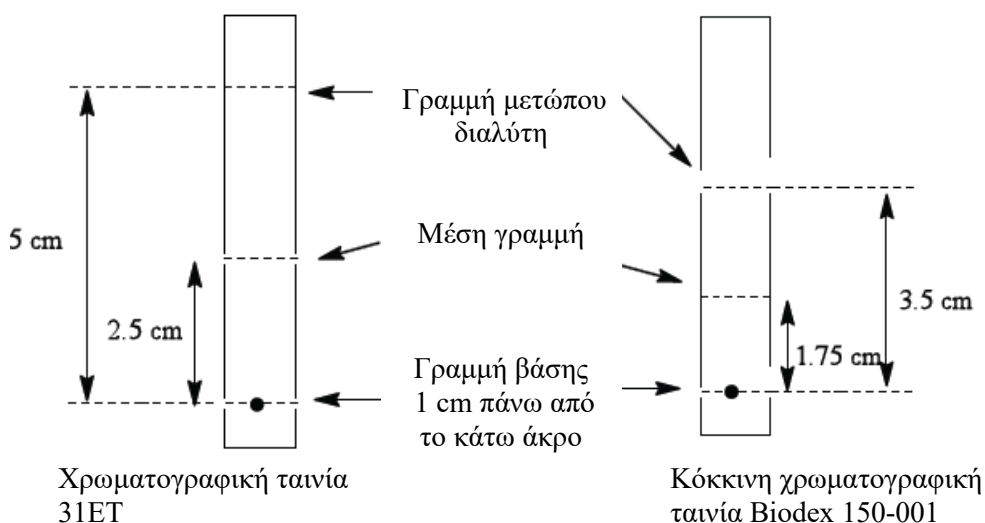 Γραμμή μετώπου
διαλύτη
5 cm
Μέση γραμμή
2.5 cm
3.5 cm
1.75 cm
Γραμμή βάσης
1 cm πάνω από
το κάτω άκρο
Χρωματογραφική ταινία
31ET
Κόκκινη χρωματογραφική
ταινία Biodex 150-001